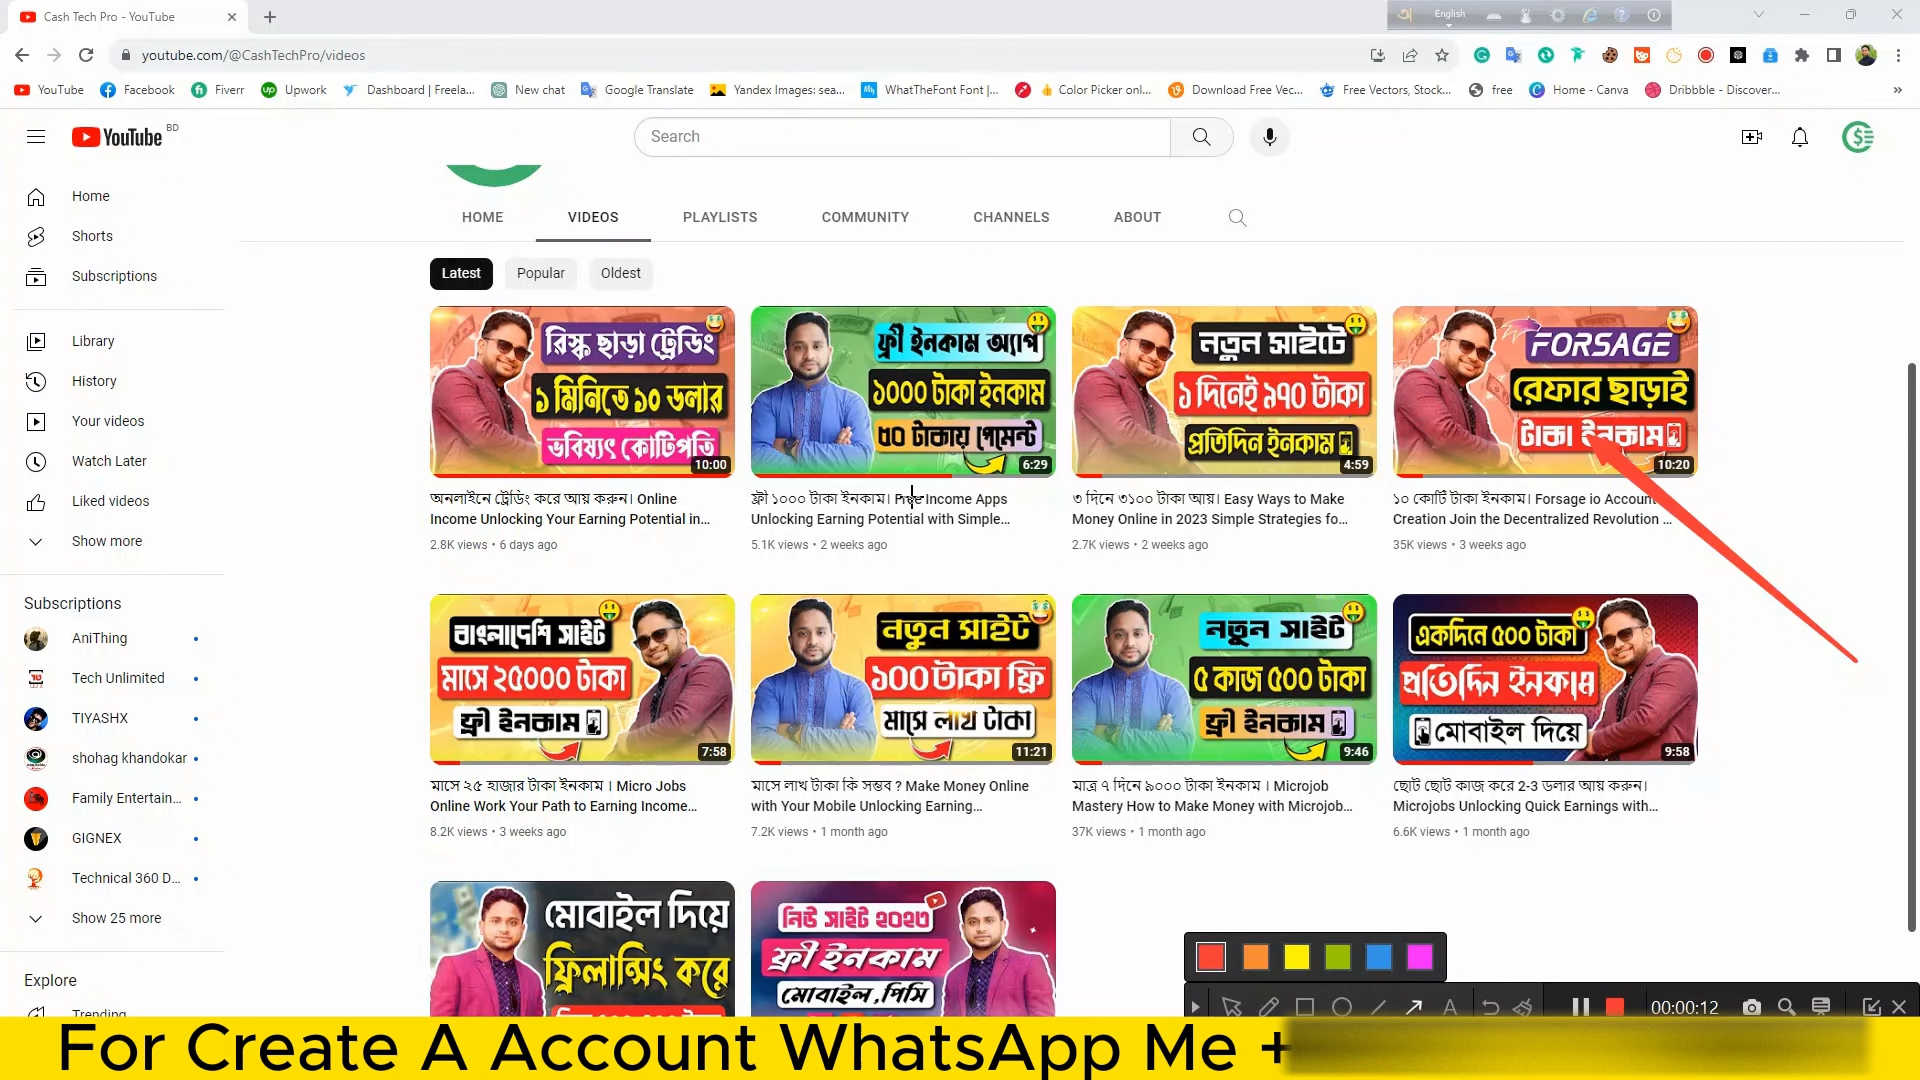 Cash Tech Pro - YouTube
English
youtube.com/@CashTechPro/videos
YouTube
Facebook
Fiverr
Upwork
Dashboard | Freela...
New chat
Google Translate
Yandex Images: sea...
WhatTheFont Font |...
Color Picker onl...
Download Free Vec...
Free Vectors, Stock...
free
Home - Canva
Dribbble - Discover...
YouTube BD
Search
Home
Shorts
Subscriptions
Library
History
Your videos
Watch Later
Liked videos
Show more
Subscriptions
AniThing
Tech Unlimited
TIYASHX
shohag khandokar
Family Entertain...
GIGNEX
Technical 360 D...
Show 25 more
Explore
Trending
HOME
VIDEOS
PLAYLISTS
COMMUNITY
CHANNELS
ABOUT
Latest
Popular
Oldest
রিস্ক ছাড়া ট্রেডিং
১ মিনিতে ১০ ডলার
ভবিষ্যৎ কোটিপতি
10:00
অনলাইনে ট্রেডিং করে আয় করুন। Online
Income Unlocking Your Earning Potential in...
2.8K views • 6 days ago
ফ্রী ইনকাম অ্যাপ
১০০০ টাকা ইনকাম
৫০ টাকায় পেমেন্ট
6:29
ফ্রী ১০০০ টাকা ইনকাম। Free Income Apps
Unlocking Earning Potential with Simple...
5.1K views • 2 weeks ago
নতুন সাইটে
১ দিনেই ৯৭০ টাকা
প্রতিদিন ইনকাম
4:59
৩ দিনে ৩১০০ টাকা আয়। Easy Ways to Make
Money Online in 2023 Simple Strategies fo...
2.7K views • 2 weeks ago
FORSAGE
রেফার ছাড়াই
টাকা ইনকাম
10:20
১০ কোটি টাকা ইনকাম। Forsage io Account
Creation Join the Decentralized Revolution ...
35K views • 3 weeks ago
বাংলাদেশি সাইট
মাসে ২৫০০০ টাকা
ফ্রী ইনকাম
7:58
মাসে ২৫ হাজার টাকা ইনকাম । Micro Jobs
Online Work Your Path to Earning Income...
8.2K views • 3 weeks ago
নতুন সাইট
১০০ টাকা ফ্রি
মাসে লাখ টাকা
11:21
মাসে লাখ টাকা কি সম্ভব ? Make Money Online
with Your Mobile Unlocking Earning...
7.2K views • 1 month ago
নতুন সাইট
৫ কাজ ৫০০ টাকা
ফ্রী ইনকাম
9:46
মাত্র ৭ দিনে ৯০০০ টাকা ইনকাম । Microjob
Mastery How to Make Money with Microjob...
37K views • 1 month ago
একদিনে ৫০০ টাকা
প্রতিদিন ইনকাম
মোবাইল দিয়ে
9:58
ছোট ছোট কাজ করে 2-3 ডলার আয় করুন।
Microjobs Unlocking Quick Earnings with...
6.6K views • 1 month ago
মোবাইল দিয়ে
ফ্রিলান্সিং করে
নিউ সাইট ২০২৩
ফ্রী ইনকাম
মোবাইল,পিসি
00:00:12
For Create A Account WhatsApp Me +